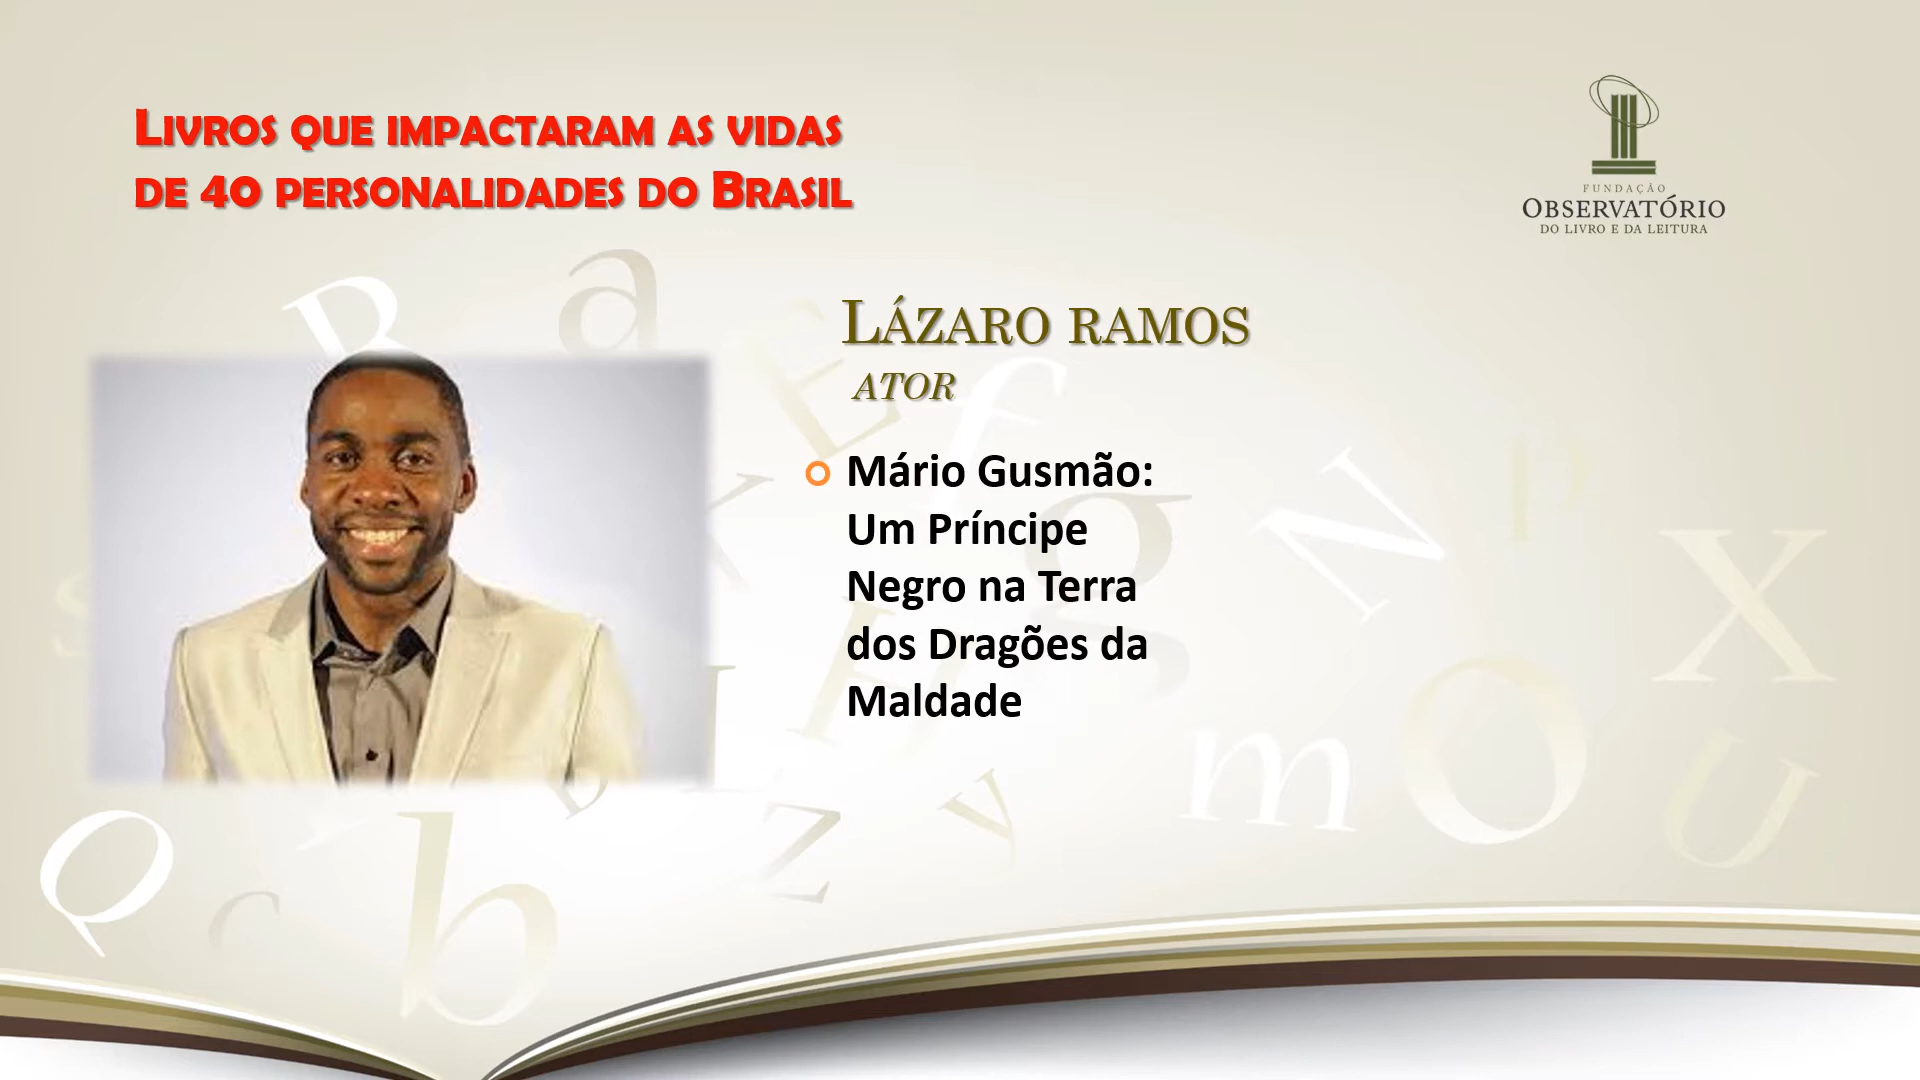 Livros que impactaram as vidas
de 40 personalidades do Brasil
FUNDAÇÃO
OBSERVATÓRIO
DO LIVRO E DA LEITURA
Lázaro ramos
ATOR
Mário Gusmão:
Um Príncipe
Negro na Terra
dos Dragões da
Maldade